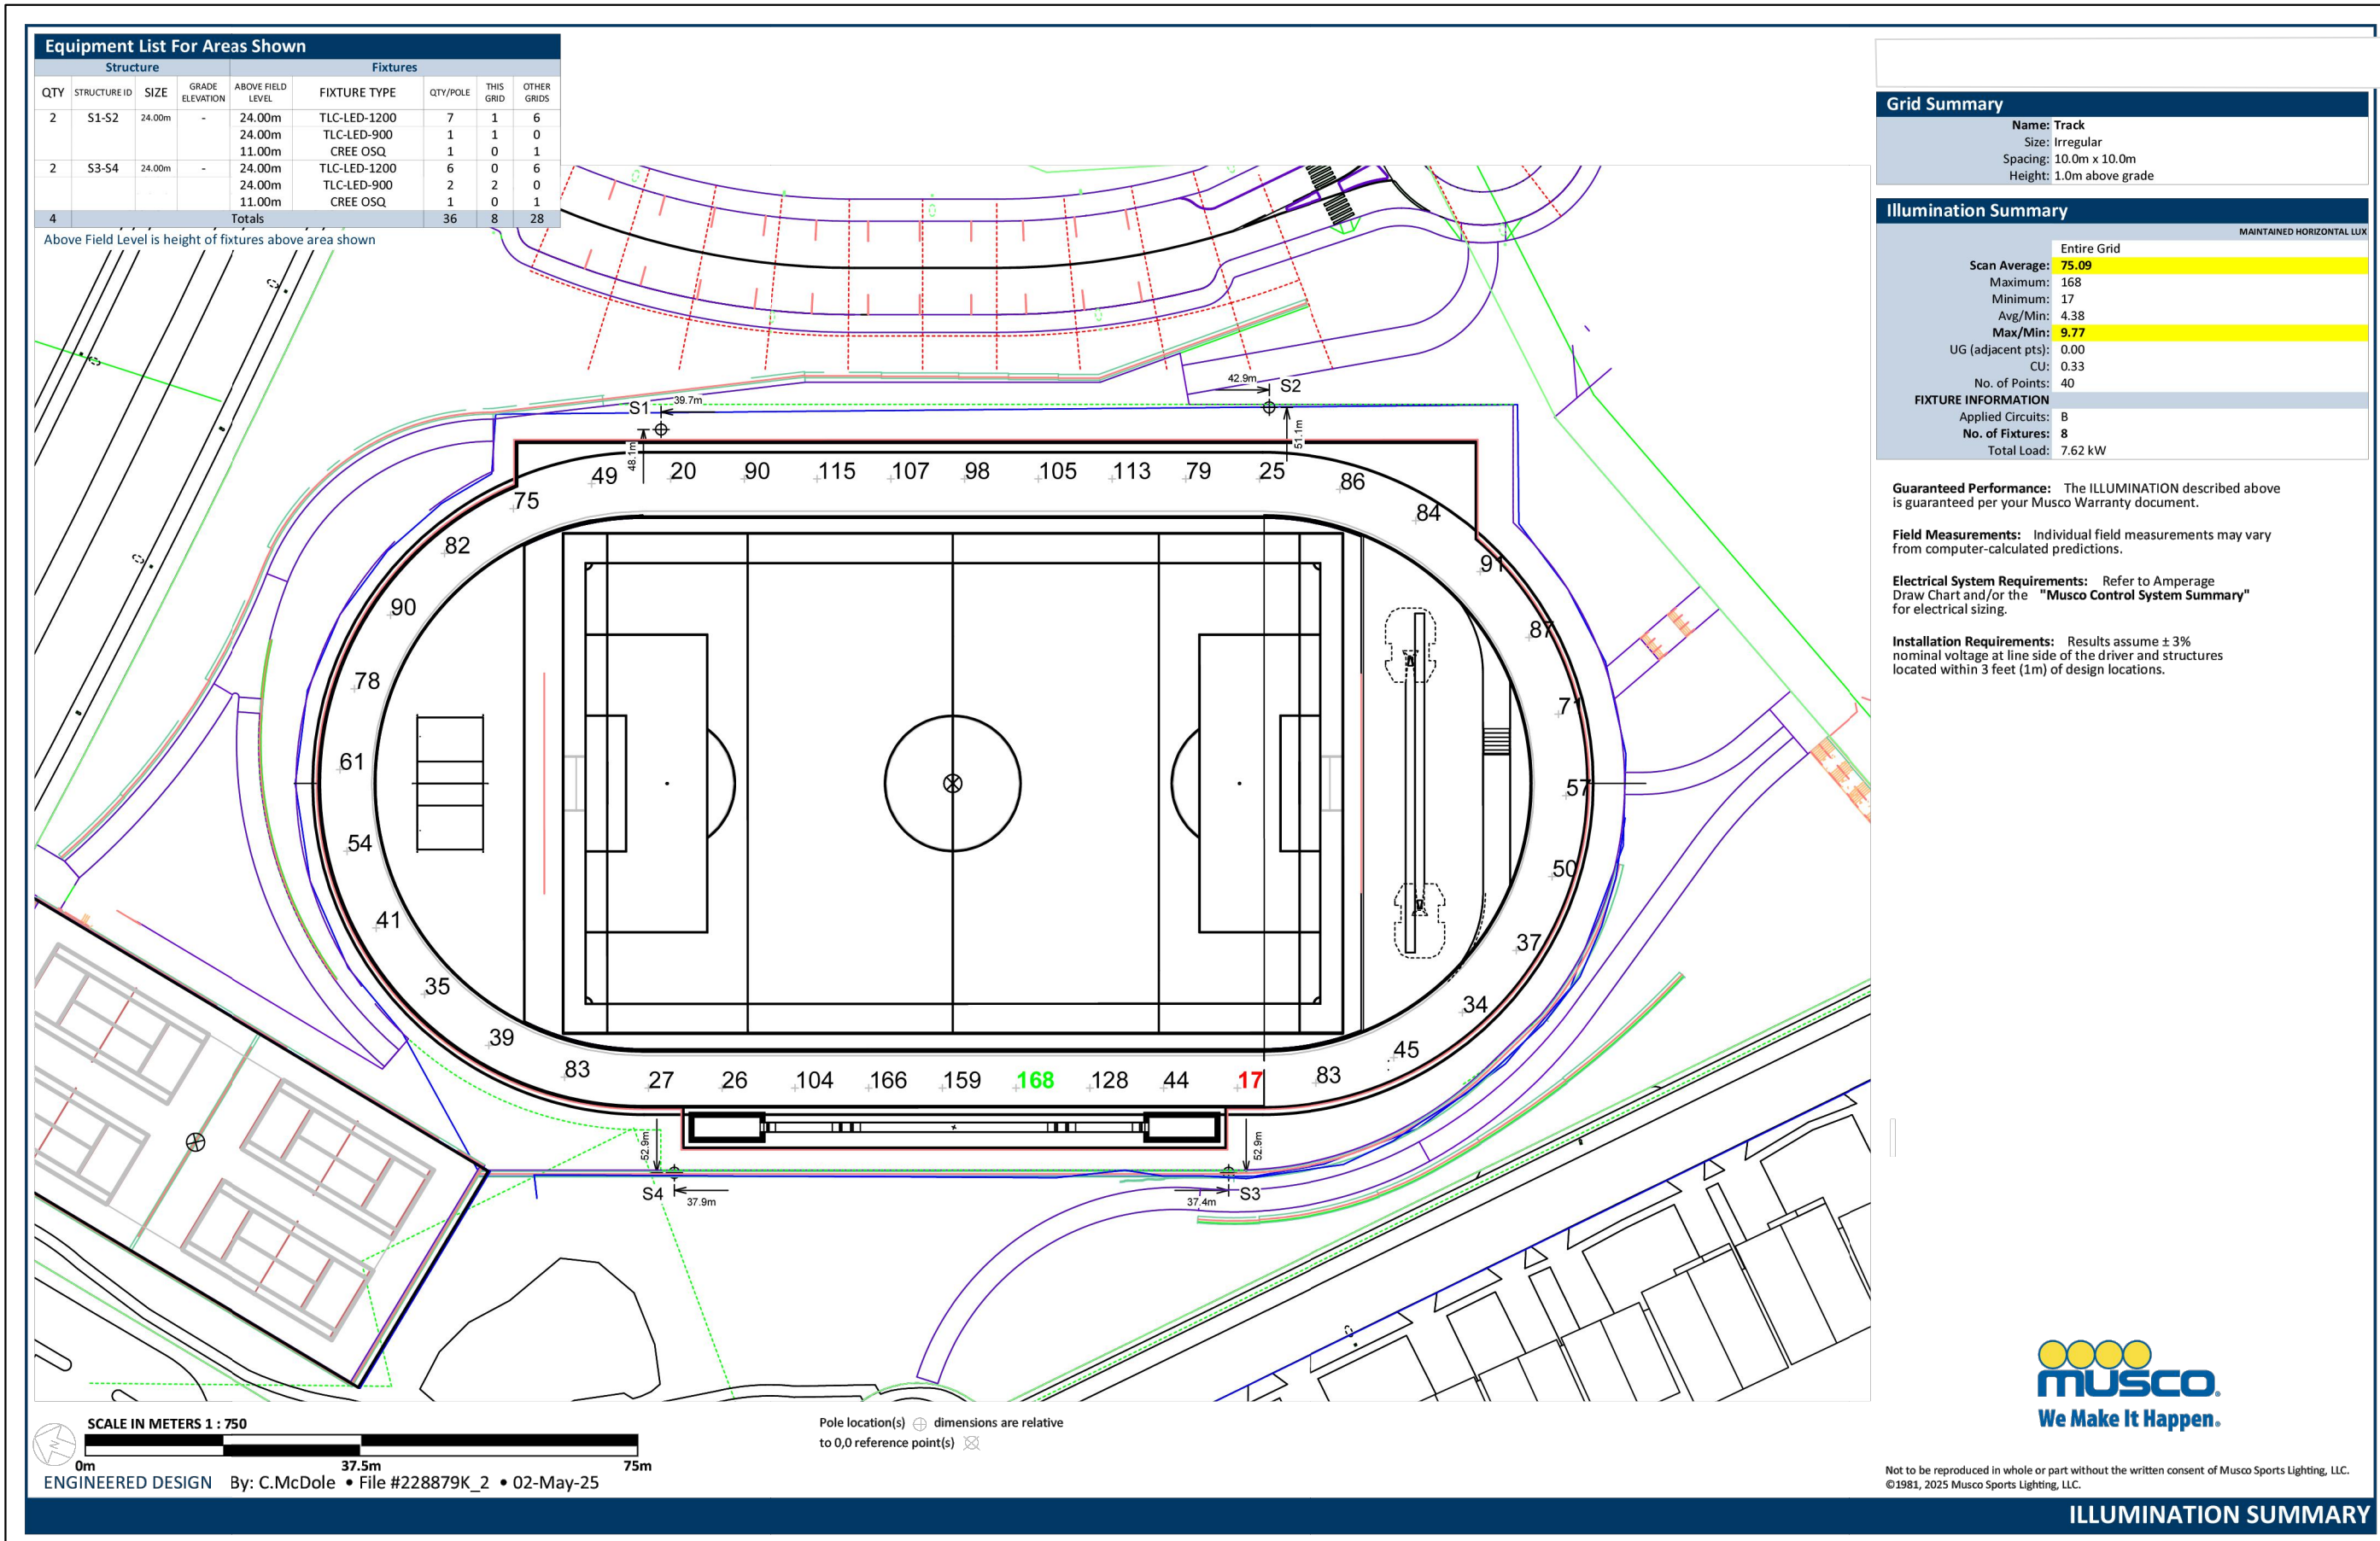 Equipment List For Areas Shown
Structure Fixtures
QTY STRUCTURE ID SIZE GRADE ELEVATION ABOVE FIELD LEVEL FIXTURE TYPE QTY/POLE THIS GRID OTHER GRIDS
2 S1-S2 24.00m - 24.00m TLC-LED-1200 7 1 6
24.00m TLC-LED-900 1 1 0
11.00m CREE OSQ 1 0 1
2 S3-S4 24.00m - 24.00m TLC-LED-1200 6 0 6
24.00m TLC-LED-900 2 2 0
11.00m CREE OSQ 1 0 1
4 Totals 36 8 28
Above Field Level is height of fixtures above area shown
Grid Summary
Name: Track
Size: Irregular
Spacing: 10.0m x 10.0m
Height: 1.0m above grade
Illumination Summary
MAINTAINED HORIZONTAL LUX
Entire Grid
Scan Average: 75.09
Maximum: 168
Minimum: 17
Avg/Min: 4.38
Max/Min: 9.77
UG (adjacent pts): 0.00
CU: 0.33
No. of Points: 40
FIXTURE INFORMATION
Applied Circuits: B
No. of Fixtures: 8
Total Load: 7.62 kW
Guaranteed Performance: The ILLUMINATION described above
is guaranteed per your Musco Warranty document.
Field Measurements: Individual field measurements may vary
from computer-calculated predictions.
Electrical System Requirements: Refer to Amperage
Draw Chart and/or the "Musco Control System Summary"
for electrical sizing.
Installation Requirements: Results assume ± 3%
nominal voltage at line side of the driver and structures
located within 3 feet (1m) of design locations.
42.9m S2
S1 39.7m
48.1m 51.1m
49 20 90 115 107 98 105 113 79 25 86
75 84
82 91
90 87
78 71
61 57
54 50
41 37
35 34
39 45
83 27 26 104 166 159 168 128 44 17 83
52.9m 52.9m
S4 37.9m 37.4m S3
SCALE IN METERS 1 : 750
N
0m 37.5m 75m
Pole location(s) dimensions are relative
to 0,0 reference point(s)
ENGINEERED DESIGN By: C.McDole • File #228879K_2 • 02-May-25
musco.
We Make It Happen.
Not to be reproduced in whole or part without the written consent of Musco Sports Lighting, LLC.
©1981, 2025 Musco Sports Lighting, LLC.
ILLUMINATION SUMMARY